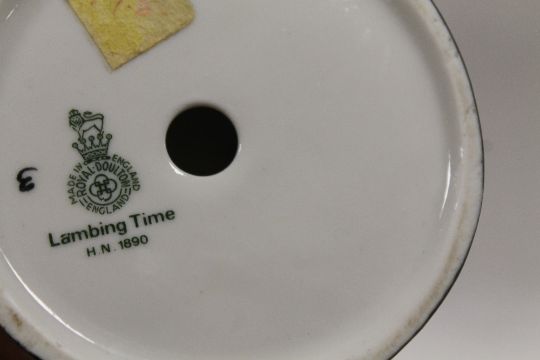 MADE IN ENGLAND
ROYAL DOULTON
ENGLAND
Lambing Time
H.N. 1890
3